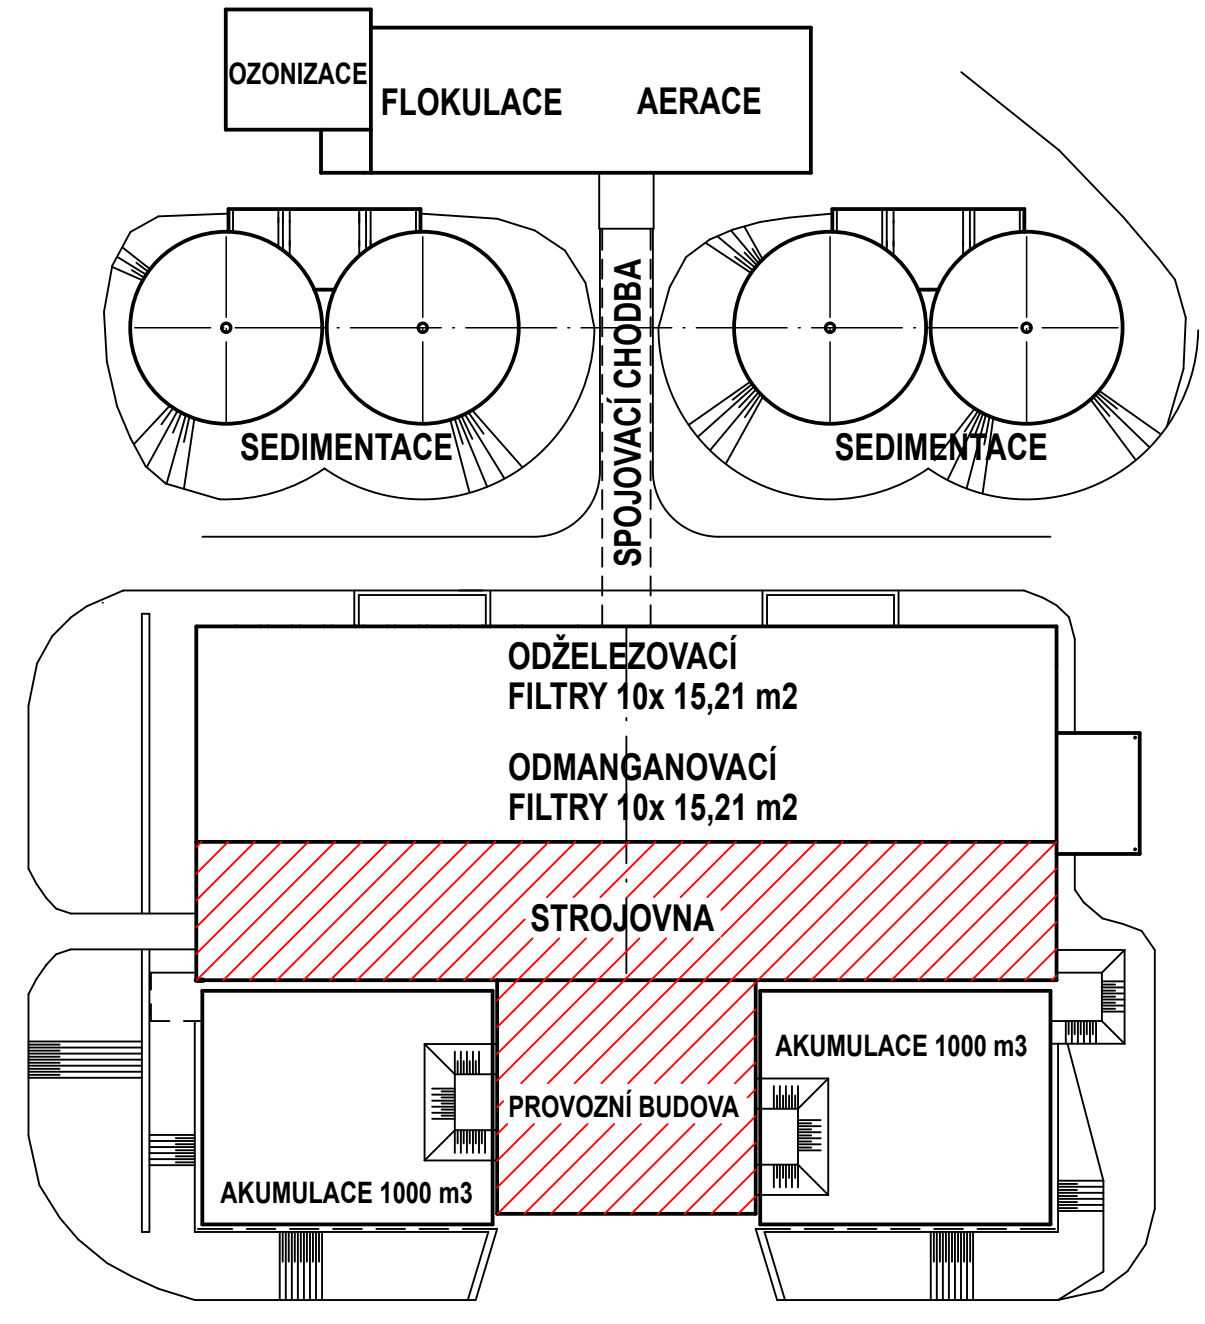 OZONIZACE
FLOKULACE
AERACE
SPOJOVACÍ CHODBA
SEDIMENTACE
SEDIMENTACE
ODŽELEZOVACÍ
FILTRY 10x 15,21 m2
ODMANGANOVACÍ
FILTRY 10x 15,21 m2
STROJOVNA
AKUMULACE 1000 m3
PROVOZNÍ BUDOVA
AKUMULACE 1000 m3